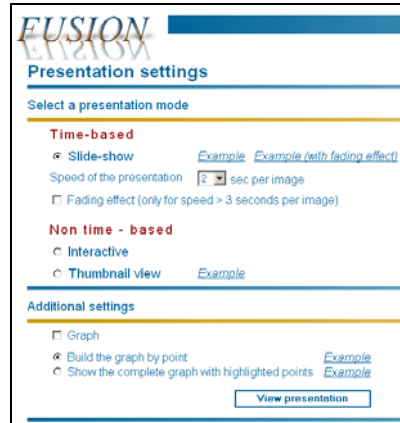 FUSION
Presentation settings
Select a presentation mode
Time-based
Slide-show Example Example (with fading effect)
Speed of the presentation 2 sec per image
Fading effect (only for speed > 3 seconds per image)
Non time - based
Interactive
Thumbnail view Example
Additional settings
Graph
Build the graph by point Example
Show the complete graph with highlighted points Example
View presentation